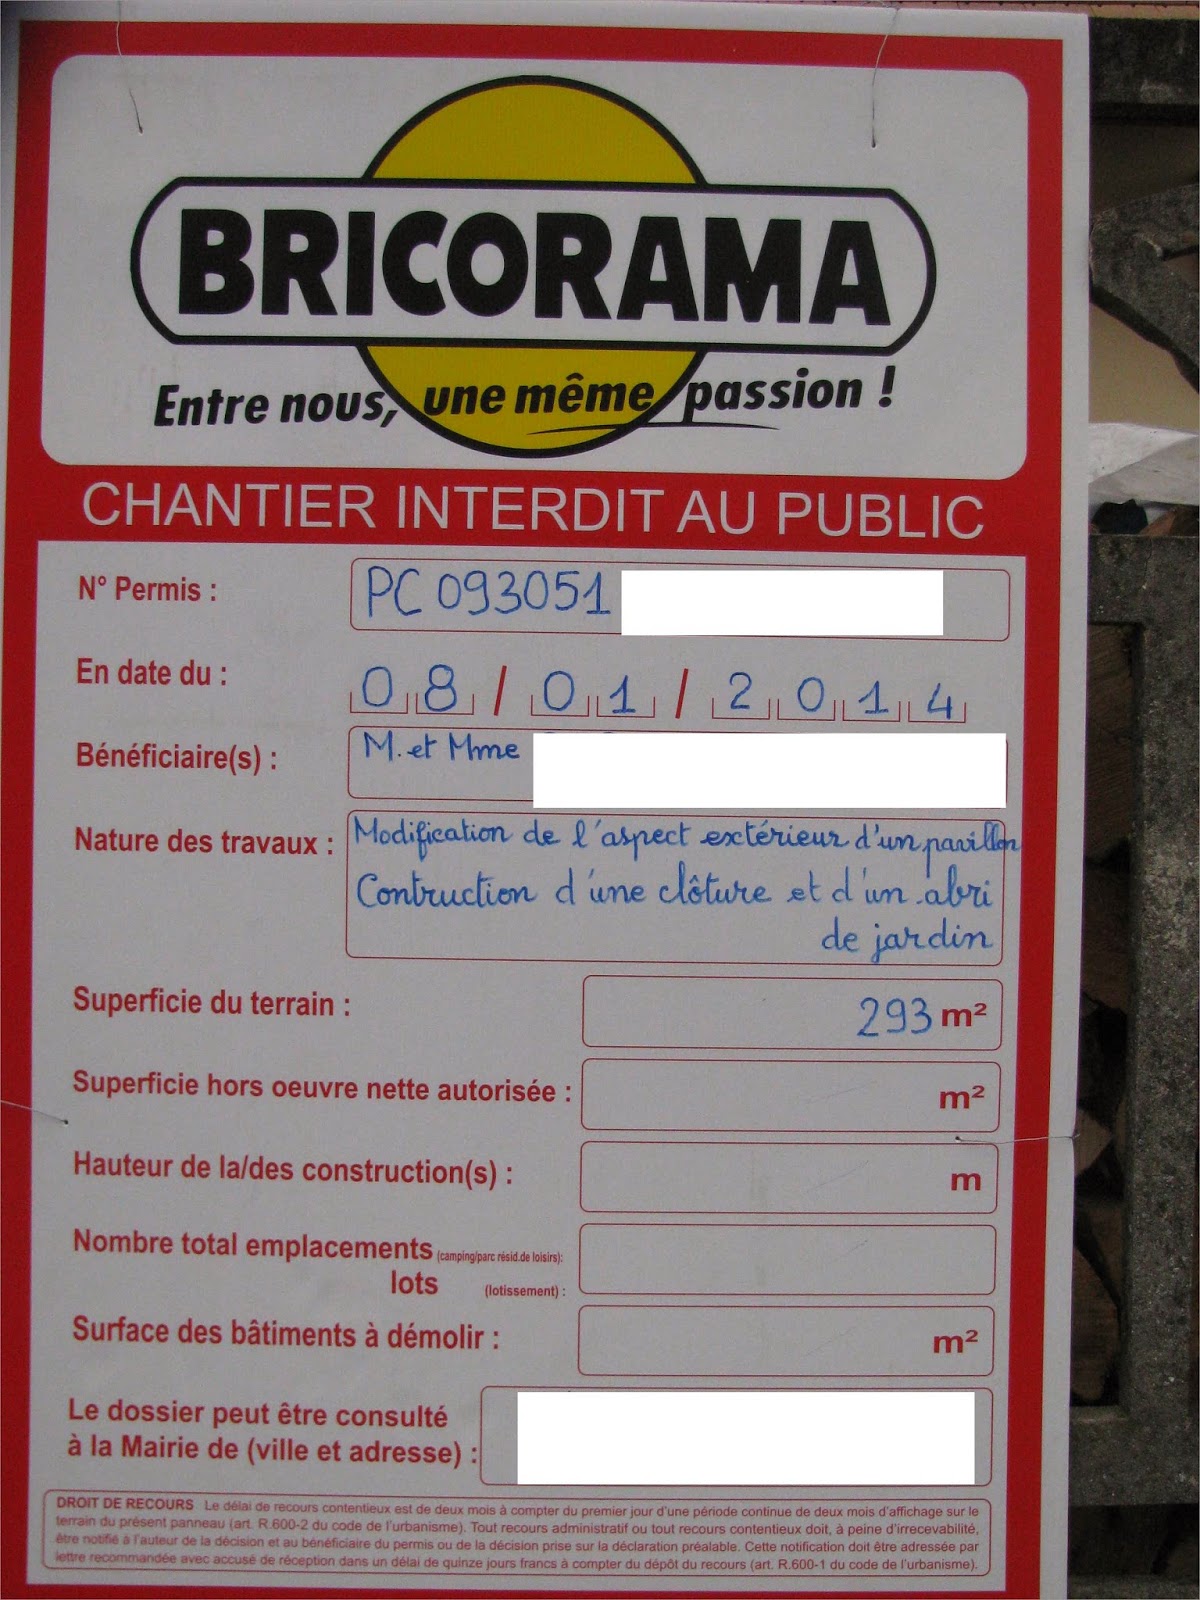 BRICORAMA
Entre nous, une même passion !
CHANTIER INTERDIT AU PUBLIC
N° Permis : PC 093051
En date du : 08 / 01 / 2014
Bénéficiaire(s) : M. et Mme
Nature des travaux : Modification de l'aspect extérieur d'un pavillon
Contruction d'une clôture et d'un abri
de jardin
Superficie du terrain : 293 m²
Superficie hors oeuvre nette autorisée : m²
Hauteur de la/des construction(s) : m
Nombre total emplacements (camping/parc résid.de loisirs):
lots (lotissement) :
Surface des bâtiments à démolir : m²
Le dossier peut être consulté
à la Mairie de (ville et adresse) :
DROIT DE RECOURS Le délai de recours contentieux est de deux mois à compter du premier jour d'une période continue de deux mois d'affichage sur le
terrain du présent panneau (art. R.600-2 du code de l'urbanisme). Tout recours administratif ou tout recours contentieux doit, à peine d'irrecevabilité,
être notifié à l'auteur de la décision et au bénéficiaire du permis ou de la décision prise sur la déclaration préalable. Cette notification doit être adressée par
lettre recommandée avec accusé de réception dans un délai de quinze jours francs à compter du dépôt du recours (art. R.600-1 du code de l'urbanisme).